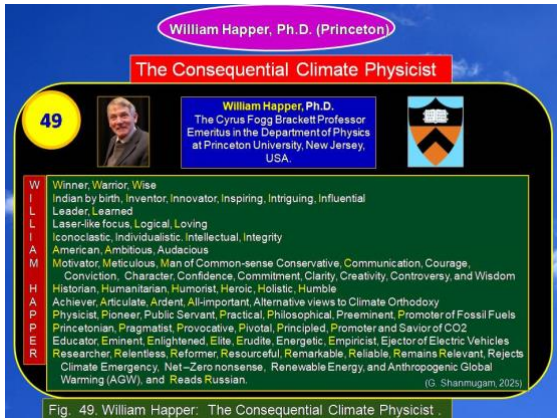 William Happer, Ph.D. (Princeton)
The Consequential Climate Physicist
49
William Happer, Ph.D.
The Cyrus Fogg Brackett Professor
Emeritus in the Department of Physics
at Princeton University, New Jersey,
USA.
W Winner, Warrior, Wise
I Indian by birth, Inventor, Innovator, Inspiring, Intriguing, Influential
L Leader, Learned
L Laser-like focus, Logical, Loving
I Iconoclastic, Individualistic, Intellectual, Integrity
A American, Ambitious, Audacious
M Motivator, Meticulous, Man of Common-sense Conservative, Communication, Courage,
Conviction, Character, Confidence, Commitment, Clarity, Creativity, Controversy, and Wisdom
H Historian, Humanitarian, Humorist, Heroic, Holistic, Humble
A Achiever, Articulate, Ardent, All-important, Alternative views to Climate Orthodoxy
P Physicist, Pioneer, Public Servant, Practical, Philosophical, Preeminent, Promoter of Fossil Fuels
P Princetonian, Pragmatist, Provocative, Pivotal, Principled, Promoter and Savior of CO2
E Educator, Eminent, Enlightened, Elite, Erudite, Energetic, Empiricist, Ejector of Electric Vehicles
R Researcher, Relentless, Reformer, Resourceful, Remarkable, Reliable, Remains Relevant, Rejects
Climate Emergency, Net–Zero nonsense, Renewable Energy, and Anthropogenic Global
Warming (AGW), and Reads Russian.
(G. Shanmugam, 2025)
Fig. 49. William Happer: The Consequential Climate Physicist .